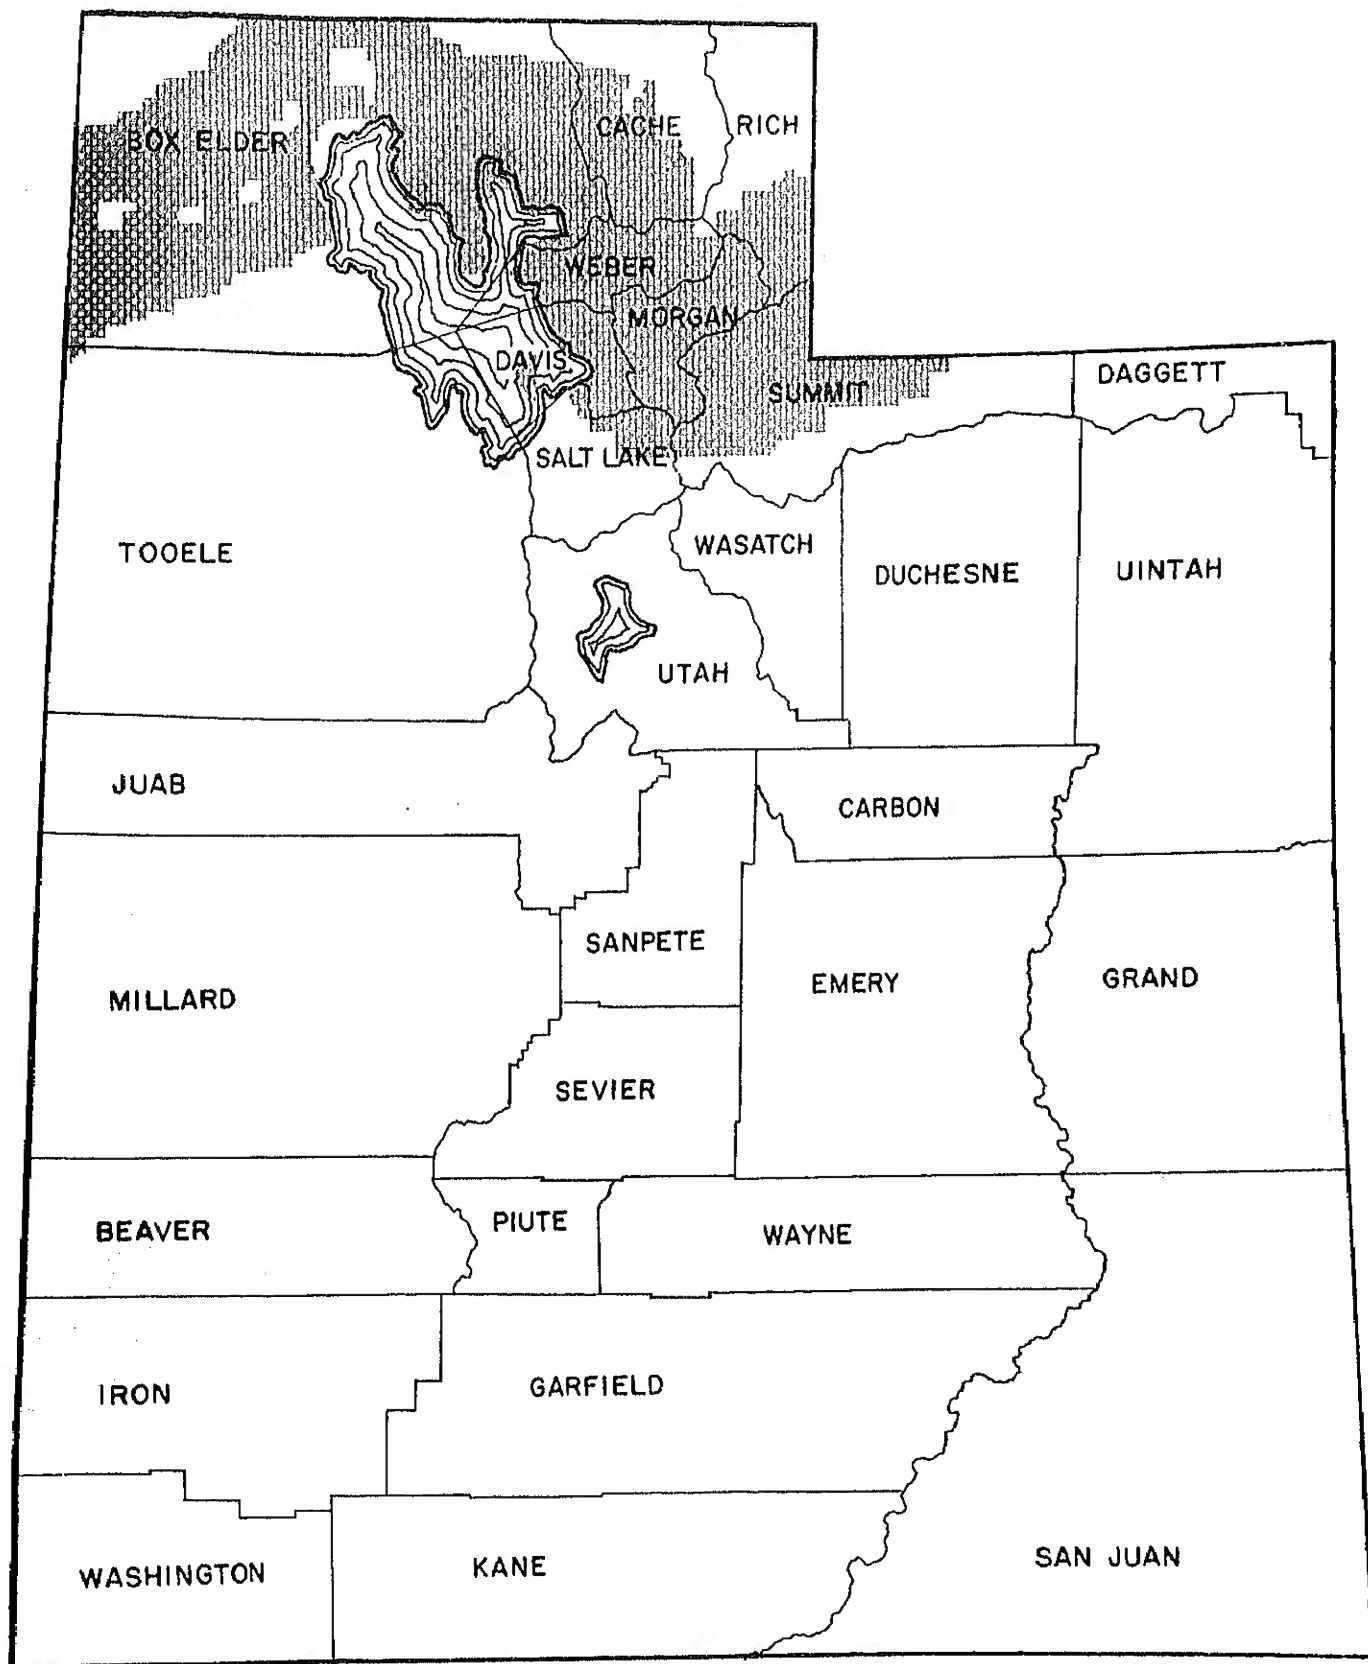 CACHE
RICH
BOX ELDER
WEBER
MORGAN
DAVIS
DAGGETT
SUMMIT
SALT LAKE
TOOELE
WASATCH
DUCHESNE
UINTAH
UTAH
JUAB
CARBON
SANPETE
EMERY
GRAND
MILLARD
SEVIER
BEAVER
PIUTE
WAYNE
IRON
GARFIELD
WASHINGTON
KANE
SAN JUAN